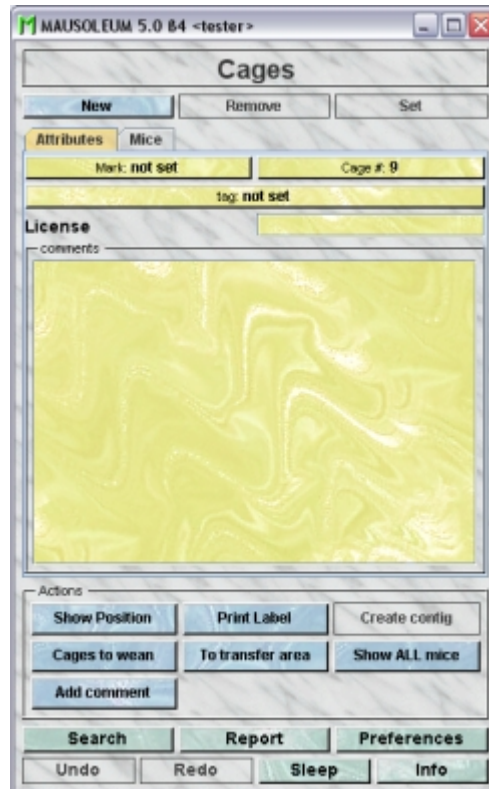 MAUSOLEUM 5.0 ß4 <tester>
Cages
New Remove Set
Attributes Mice
Mark: not set Cage #: 9
tag: not set
License
comments
Actions
Show Position Print Label Create contig
Cages to wean To transfer area Show ALL mice
Add comment
Search Report Preferences
Undo Redo Sleep Info